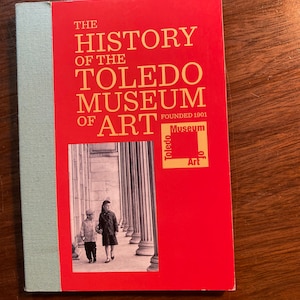 THE
HISTORY
OF THE
TOLEDO
MUSEUM
OF ART FOUNDED 1901
Toledo Museum of Art